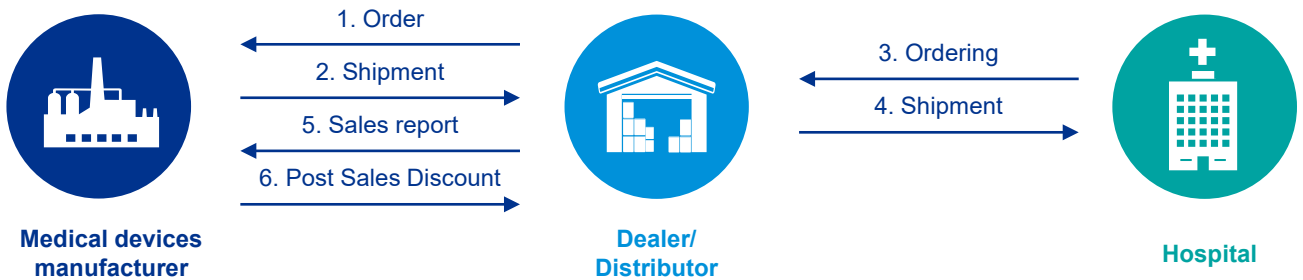 1. Order
2. Shipment
5. Sales report
6. Post Sales Discount
3. Ordering
4. Shipment
Medical devices
manufacturer
Dealer/
Distributor
Hospital